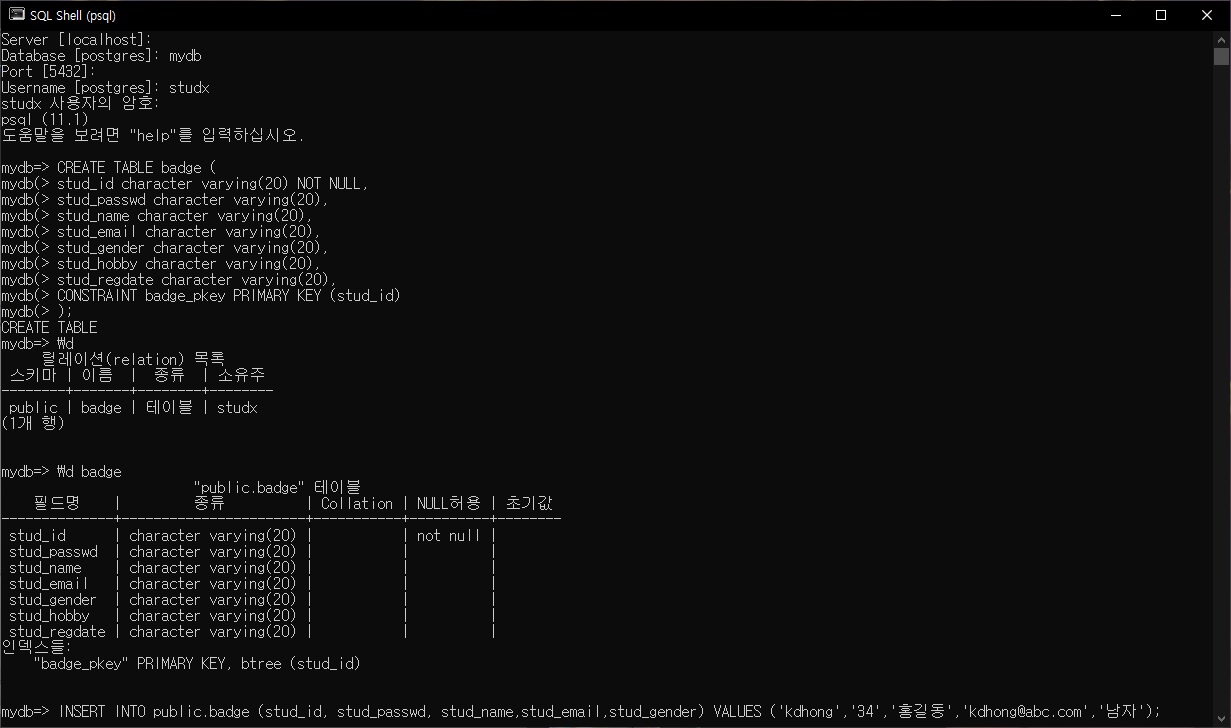 SQL Shell (psql)
Server [localhost]:
Database [postgres]: mydb
Port [5432]:
Username [postgres]: studx
studx 사용자의 암호:
psql (11.1)
도움말을 보려면 "help"를 입력하십시오.
mydb=> CREATE TABLE badge (
mydb(> stud_id character varying(20) NOT NULL,
mydb(> stud_passwd character varying(20),
mydb(> stud_name character varying(20),
mydb(> stud_email character varying(20),
mydb(> stud_gender character varying(20),
mydb(> stud_hobby character varying(20),
mydb(> stud_regdate character varying(20),
mydb(> CONSTRAINT badge_pkey PRIMARY KEY (stud_id)
mydb(> );
CREATE TABLE
mydb=> ₩d
릴레이션(relation) 목록
스키마 | 이름 | 종류 | 소유주
--------+-------+--------+--------
public | badge | 테이블 | studx
(1개 행)
mydb=> ₩d badge
"public.badge" 테이블
필드명 | 종류 | Collation | NULL허용 | 초기값
--------------+-----------------------+-----------+----------+--------
stud_id | character varying(20) | | not null |
stud_passwd | character varying(20) | | |
stud_name | character varying(20) | | |
stud_email | character varying(20) | | |
stud_gender | character varying(20) | | |
stud_hobby | character varying(20) | | |
stud_regdate | character varying(20) | | |
인덱스들:
"badge_pkey" PRIMARY KEY, btree (stud_id)
mydb=> INSERT INTO public.badge (stud_id, stud_passwd, stud_name,stud_email,stud_gender) VALUES ('kdhong','34','홍길동','kdhong@abc.com','남자');